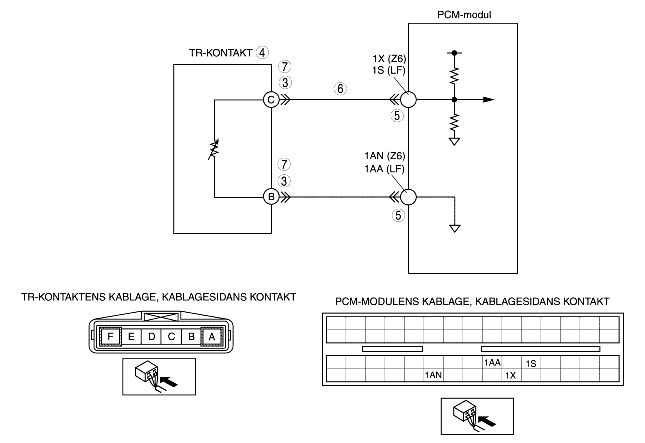 PCM-modul
TR-KONTAKT 4
1X (Z6)
1S (LF)
7
3
6
C
5
1AN (Z6)
1AA (LF)
7
3
B
5
TR-KONTAKTENS KABLAGE, KABLAGESIDANS KONTAKT
F E D C B A
PCM-MODULENS KABLAGE, KABLAGESIDANS KONTAKT
1AA 1S
1AN 1X